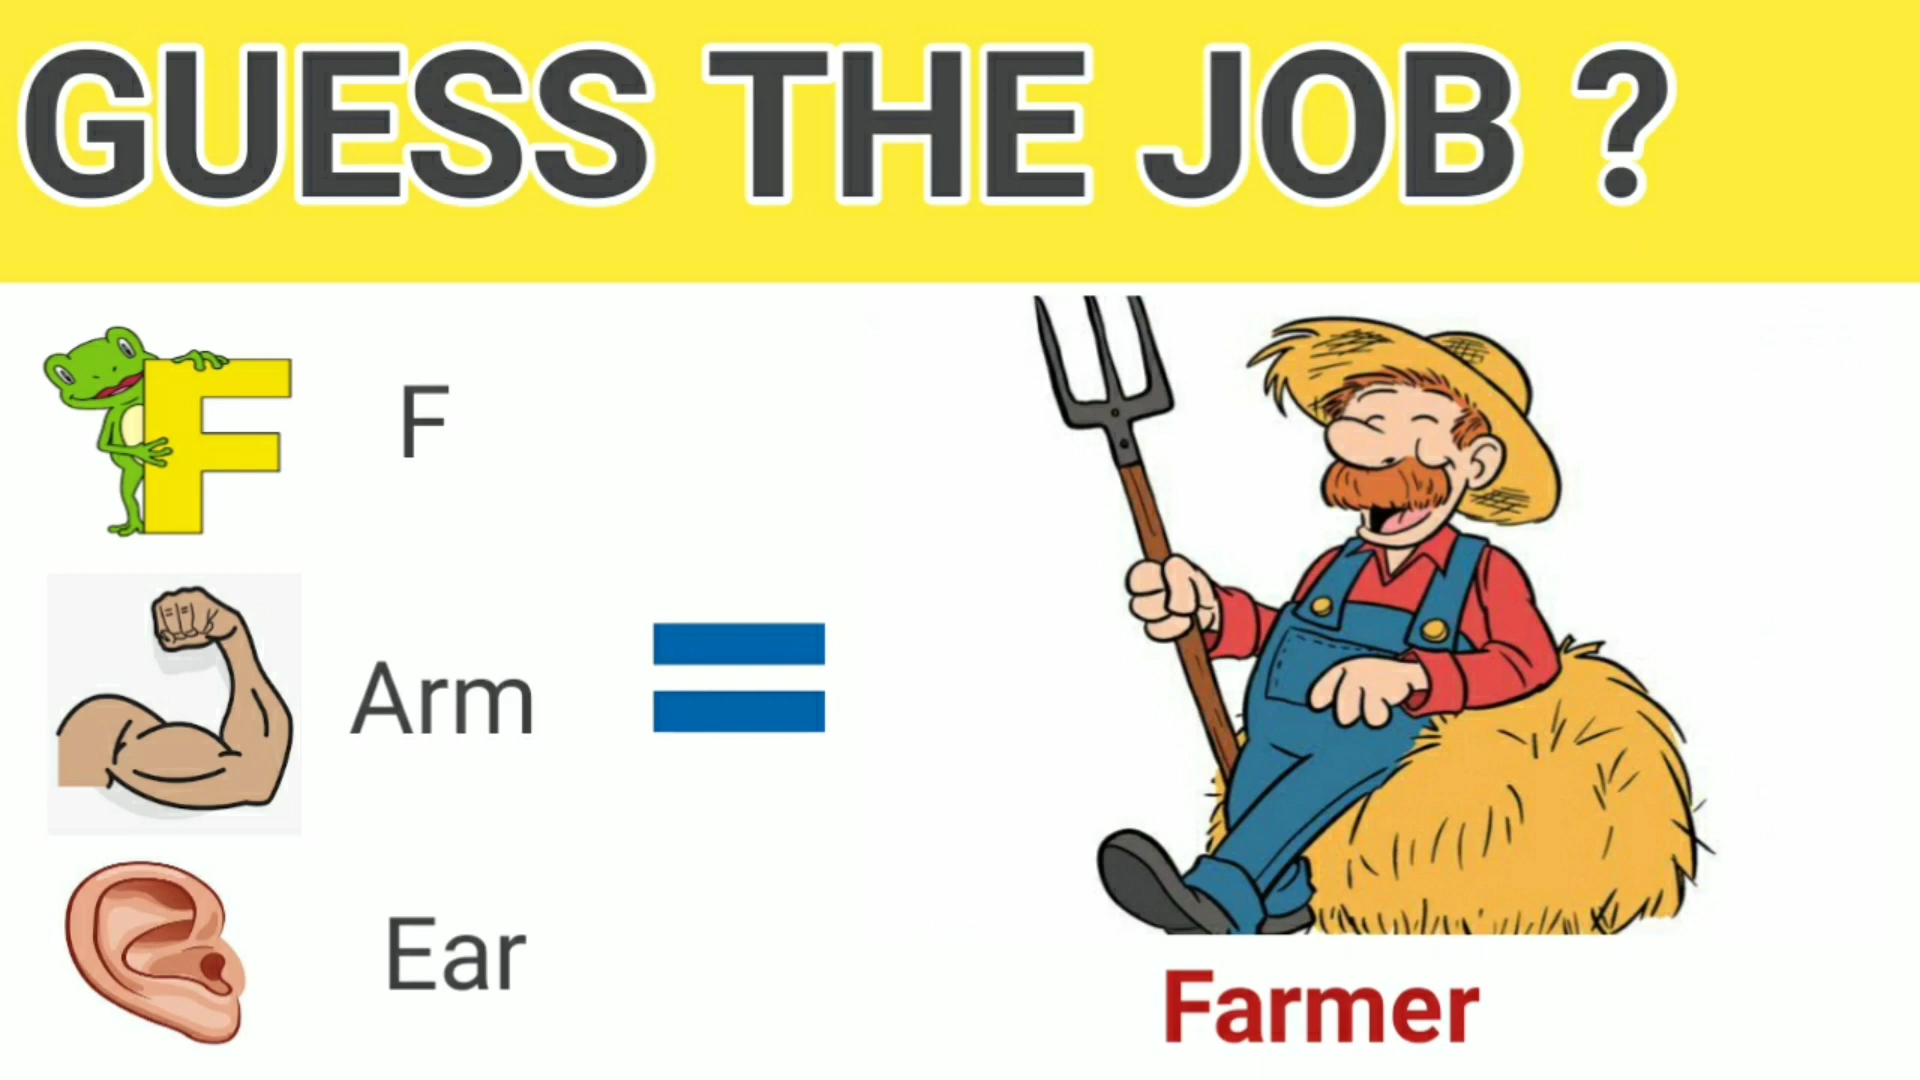 GUESS THE JOB ?
F
F
Arm
Ear
Farmer